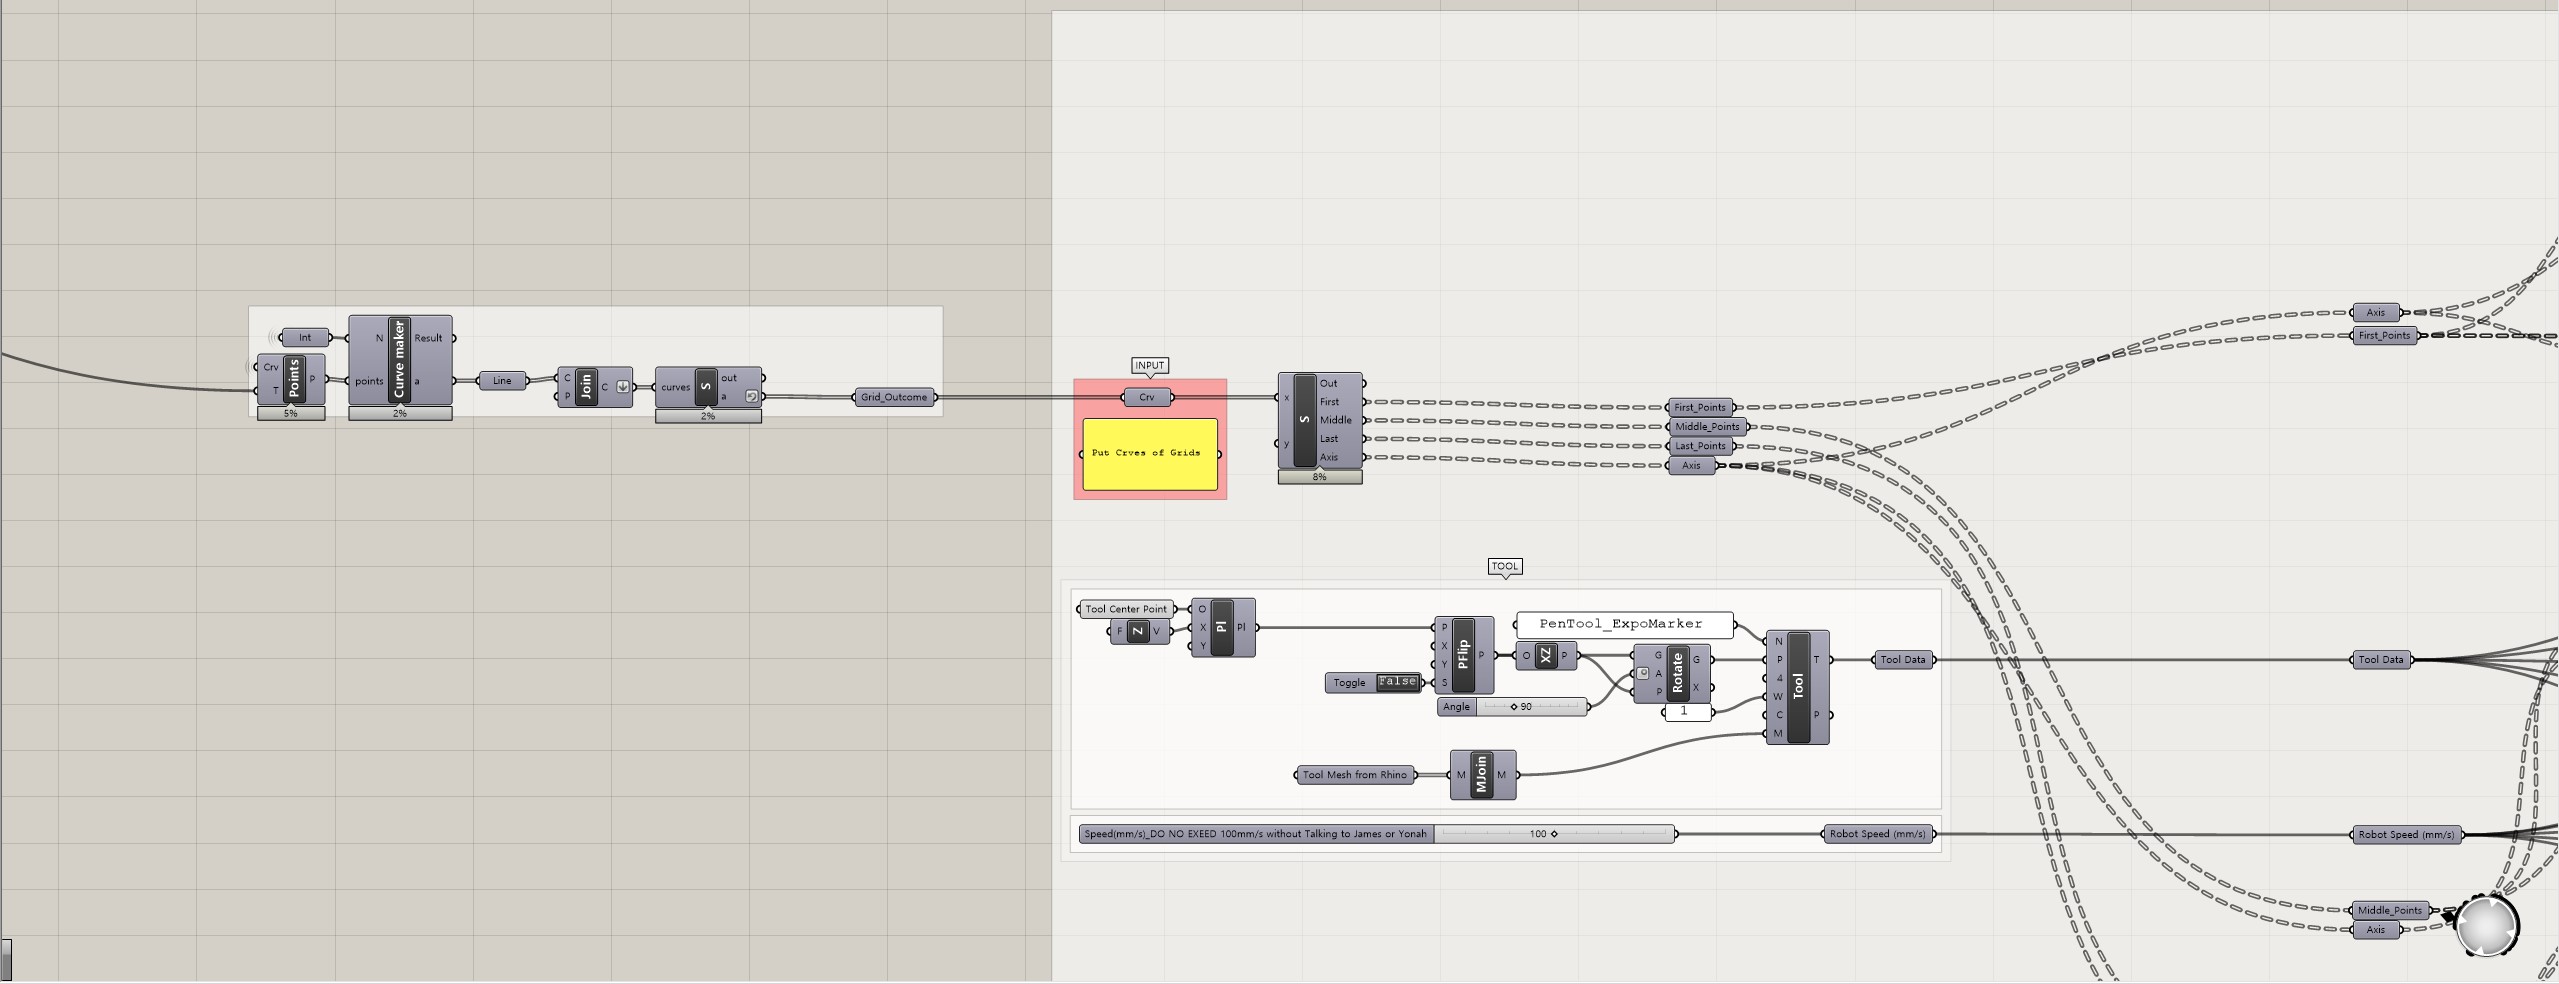 Int
N
Curve maker
Result
Crv
T
Points
P
points
a
5%
2%
Line
C
P
Join
C
curves
S
out
a
2%
Grid_Outcome
INPUT
Crv
Put Crves of Grids
x
y
S
Out
First
Middle
Last
Axis
8%
First_Points
Middle_Points
Last_Points
Axis
Axis
First_Points
TOOL
Tool Center Point
F
Z
V
O
X
Y
Pl
Pl
Toggle
False
P
X
Y
S
PFlip
P
Angle
90
O
XZ
P
PenTool_ExpoMarker
G
A
P
Rotate
G
X
1
N
P
4
W
C
M
Tool
T
P
Tool Data
Tool Data
Tool Mesh from Rhino
M
MJoin
M
Speed(mm/s)_DO NO EXEED 100mm/s without Talking to James or Yonah
100
Robot Speed (mm/s)
Robot Speed (mm/s)
Middle_Points
Axis